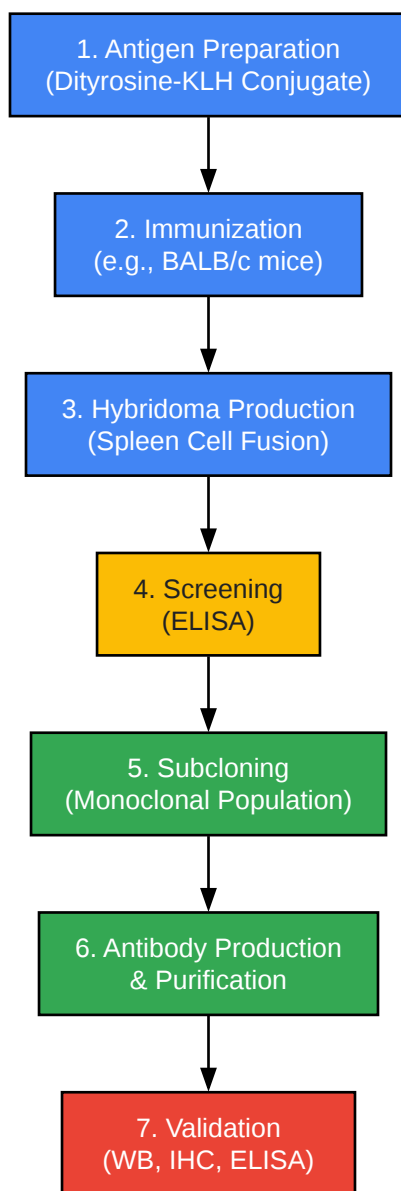 1. Antigen Preparation
(Dityrosine-KLH Conjugate)
2. Immunization
(e.g., BALB/c mice)
3. Hybridoma Production
(Spleen Cell Fusion)
4. Screening
(ELISA)
5. Subcloning
(Monoclonal Population)
6. Antibody Production
& Purification
7. Validation
(WB, IHC, ELISA)